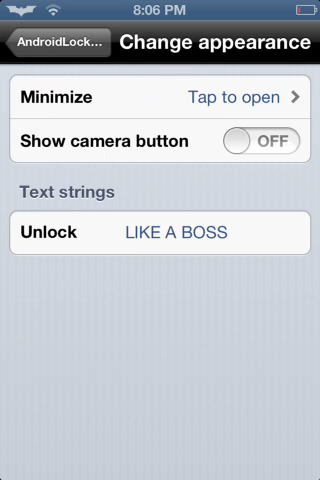 8:06 PM
AndroidLock...
Change appearance
Minimize Tap to open
Show camera button OFF
Text strings
Unlock LIKE A BOSS